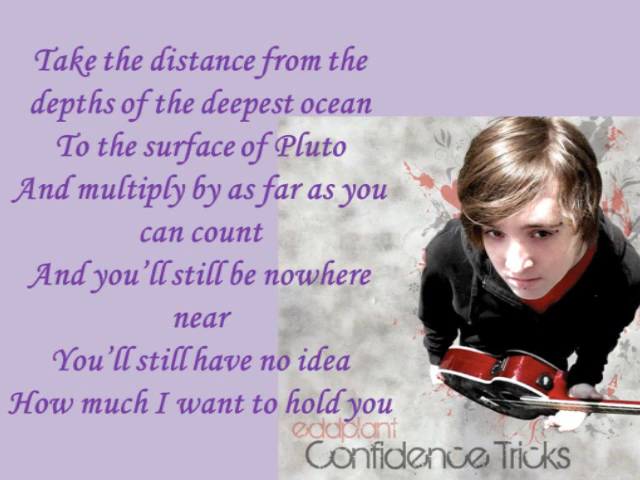 Take the distance from the
depths of the deepest ocean
To the surface of Pluto
And multiply by as far as you
can count
And you’ll still be nowhere
near
You’ll still have no idea
How much I want to hold you
eddplant
Confidence Tricks